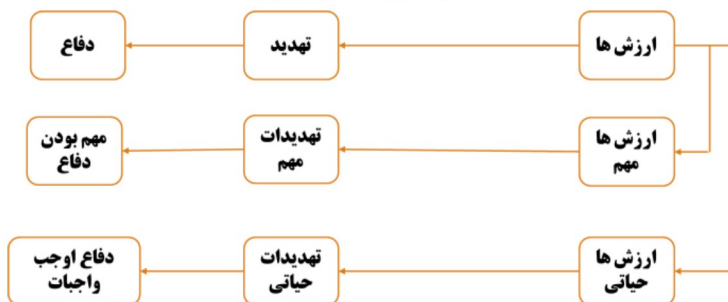 ارزش ها
تهدید
دفاع
ارزش ها
مهم
تهدیدات
مهم
مهم بودن
دفاع
ارزش ها
حیاتی
تهدیدات
حیاتی
دفاع اوجب
واجبات